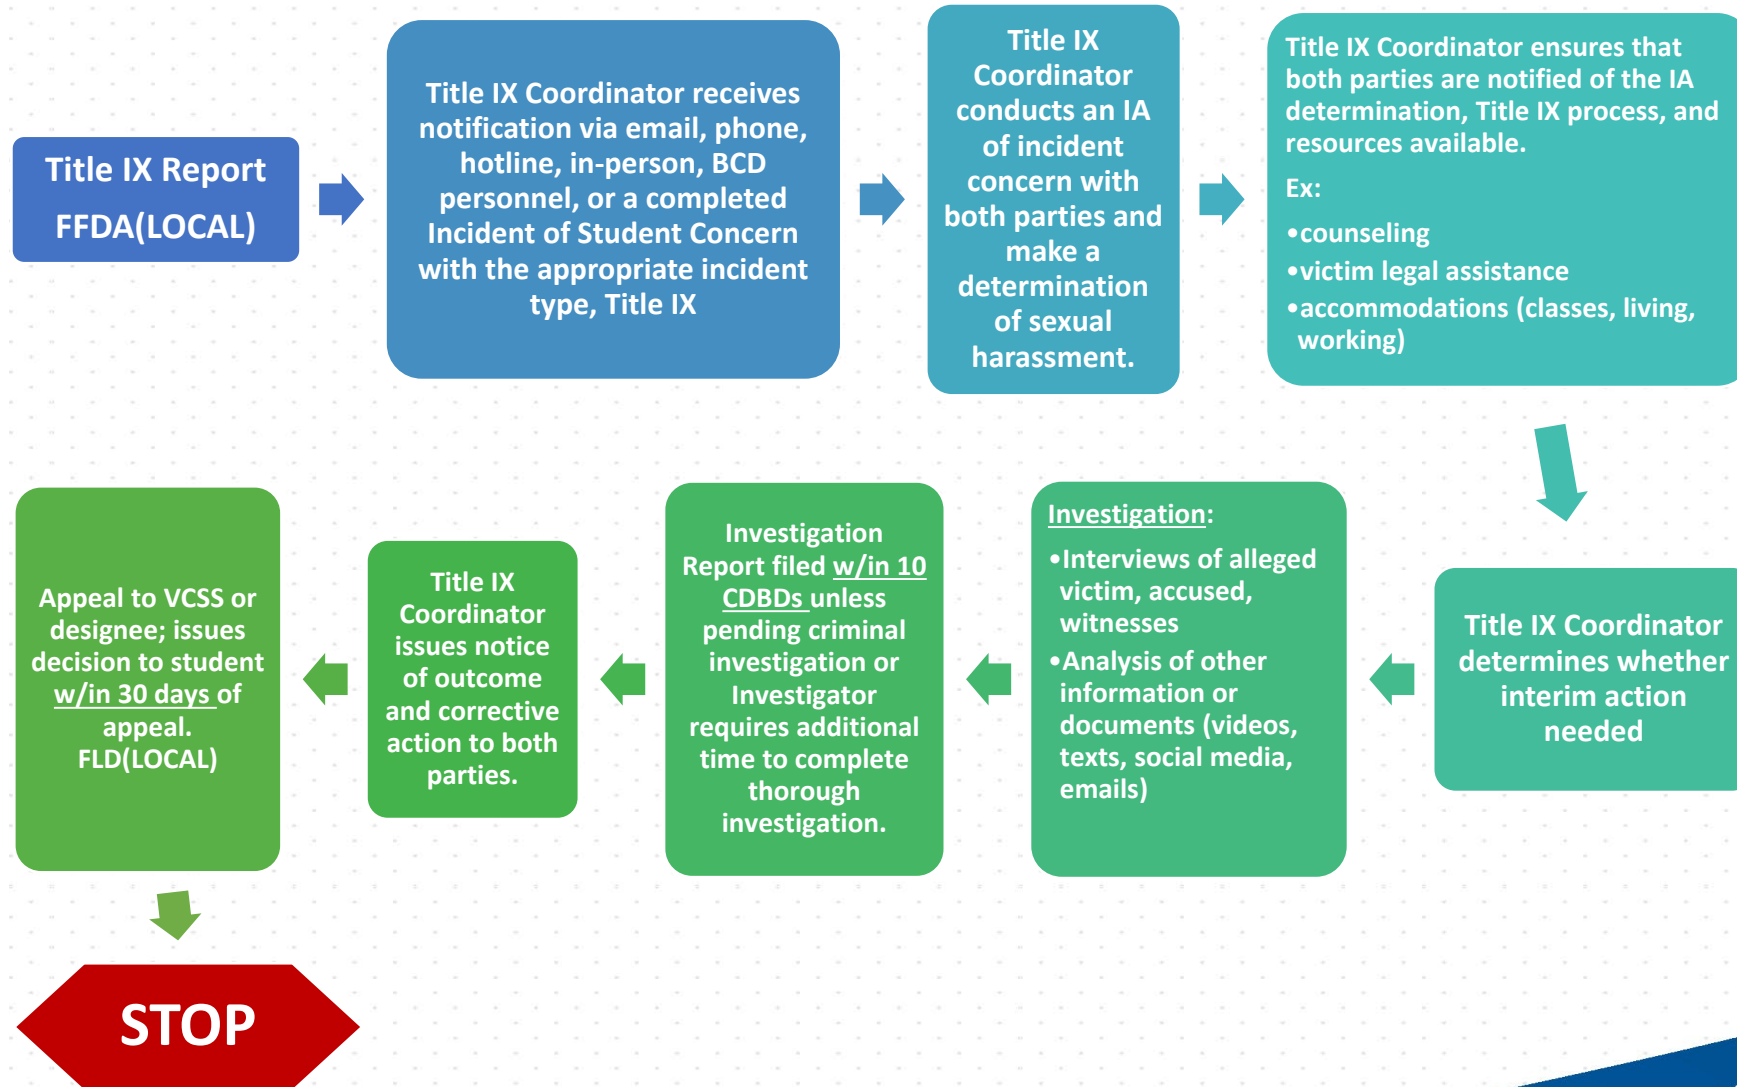 Title IX Report
FFDA(LOCAL)
Title IX Coordinator receives
notification via email, phone,
hotline, in-person, BCD
personnel, or a completed
Incident of Student Concern
with the appropriate incident
type, Title IX
Title IX
Coordinator
conducts an IA
of incident
concern with
both parties and
make a
determination
of sexual
harassment.
Title IX Coordinator ensures that
both parties are notified of the IA
determination, Title IX process, and
resources available.
Ex:
•counseling
•victim legal assistance
•accommodations (classes, living,
working)
Title IX Coordinator
determines whether
interim action
needed
Investigation:
•Interviews of alleged
victim, accused,
witnesses
•Analysis of other
information or
documents (videos,
texts, social media,
emails)
Investigation
Report filed w/in 10
CDBDs unless
pending criminal
investigation or
Investigator
requires additional
time to complete
thorough
investigation.
Title IX
Coordinator
issues notice
of outcome
and corrective
action to both
parties.
Appeal to VCSS or
designee; issues
decision to student
w/in 30 days of
appeal.
FLD(LOCAL)
STOP